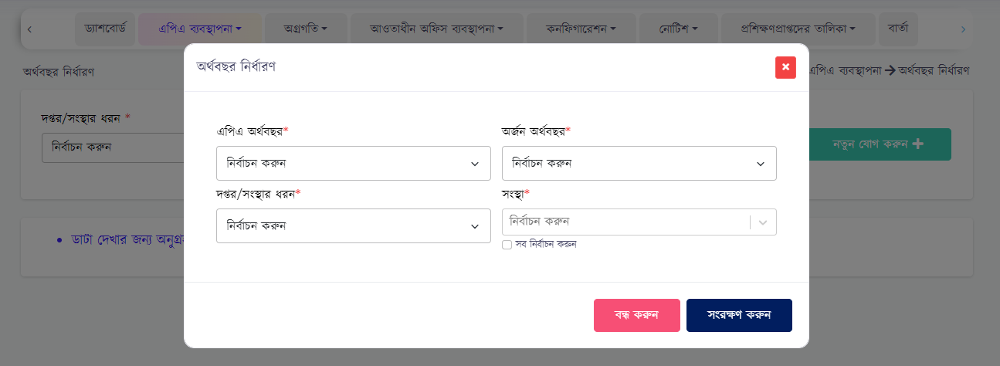 ড্যাশবোর্ড এপিএ ব্যবস্থাপনা অগ্রগতি আওতাধীন অফিস ব্যবস্থাপনা কনফিগারেশন নোটিশ প্রশিক্ষণপ্রাপ্তদের তালিকা বার্তা
অর্থবছর নির্ধারণ
অর্থবছর নির্ধারণ
এপিএ ব্যবস্থাপনা → অর্থবছর নির্ধারণ
দপ্তর/সংস্থার ধরন *
নির্বাচন করুন
নতুন যোগ করুন
এপিএ অর্থবছর*
অর্জন অর্থবছর*
নির্বাচন করুন
নির্বাচন করুন
দপ্তর/সংস্থার ধরন*
সংস্থা*
নির্বাচন করুন
নির্বাচন করুন
সব নির্বাচন করুন
ডাটা দেখার জন্য
বন্ধ করুন
সংরক্ষণ করুন